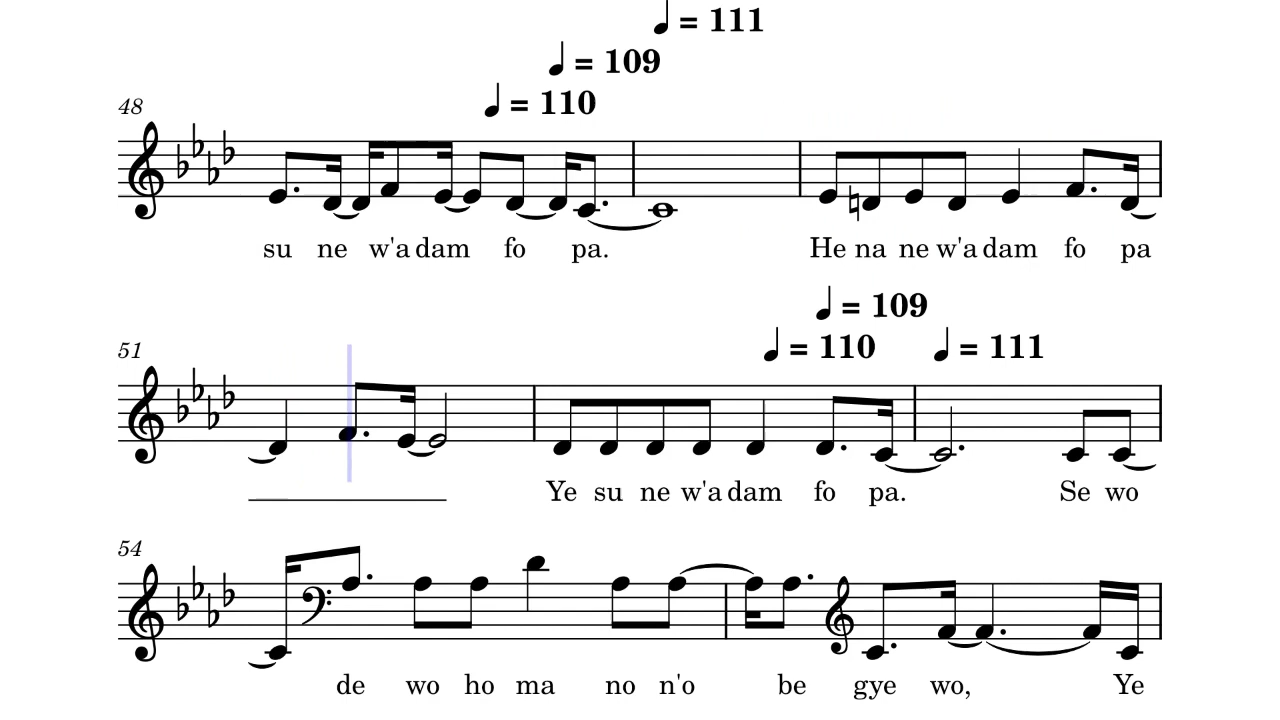 = 111
= 109
= 110
48
su ne w'a dam fo pa. He na ne w'a dam fo pa
= 109
= 110 = 111
51
Ye su ne w'a dam fo pa. Se wo
54
de wo ho ma no n'o be gye wo, Ye